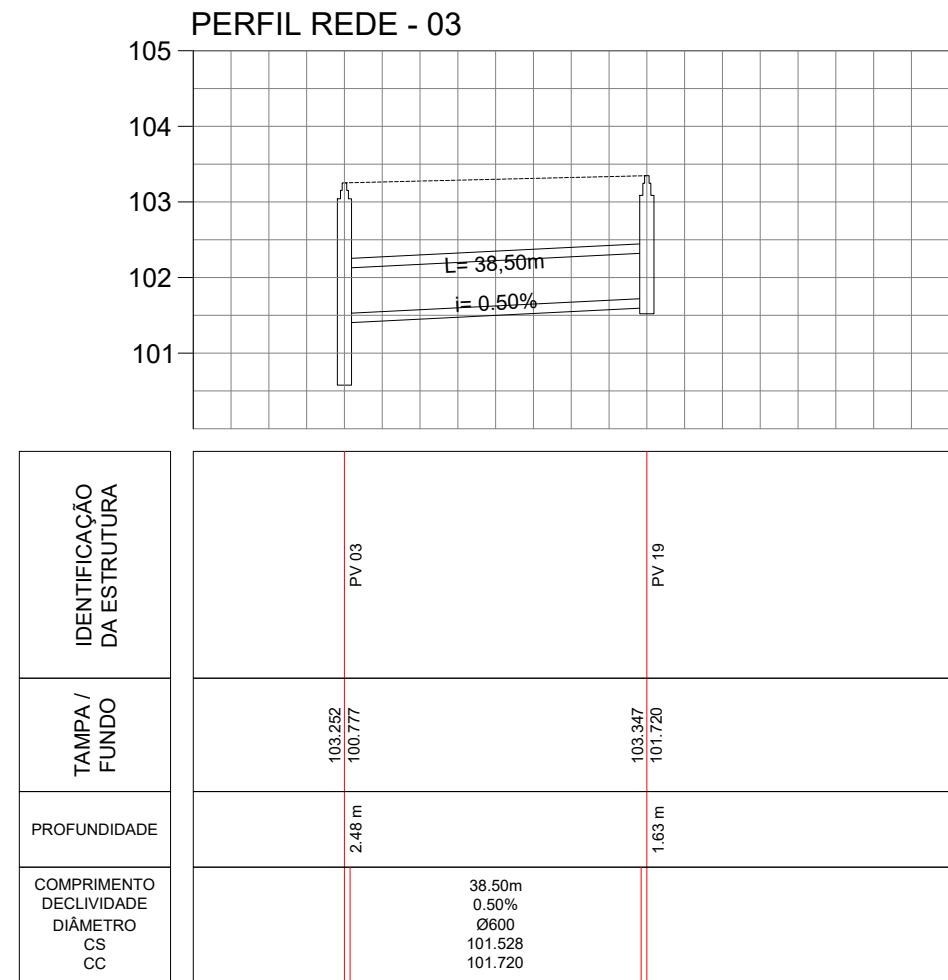 PERFIL REDE - 03
105
104
103
102
101
L= 38,50m
i= 0.50%
IDENTIFICAÇÃO
DA ESTRUTURA
PV 03
PV 19
TAMPA /
FUNDO
103.252
100.777
103.347
101.720
PROFUNDIDADE
2.48 m
1.63 m
COMPRIMENTO
DECLIVIDADE
DIÂMETRO
CS
CC
38.50m
0.50%
Ø600
101.528
101.720